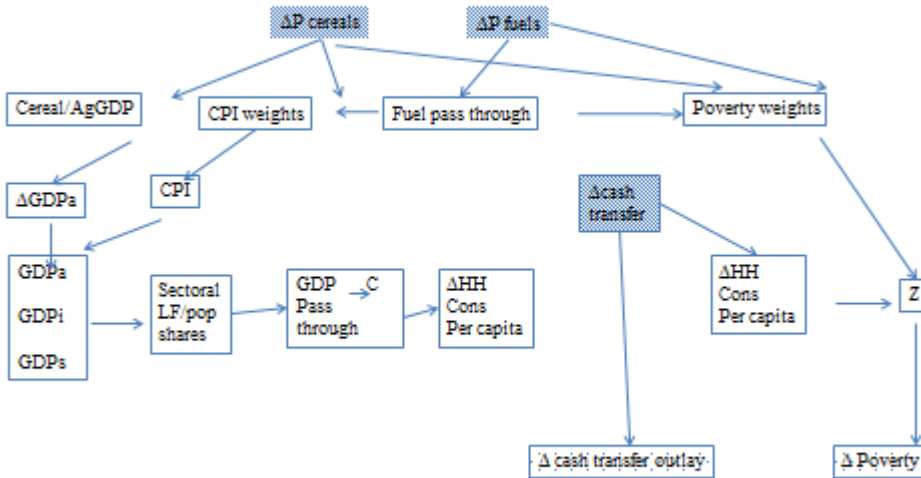 ΔP cereals
ΔP fuels
Cereal/AgGDP
CPI weights
Fuel pass through
Poverty weights
ΔGDPa
CPI
Δcash
transfer
GDPa
GDPi
GDPs
Sectoral
LF/pop
shares
GDP C
Pass
through
ΔHH
Cons
Per capita
ΔHH
Cons
Per capita
Z
Δ cash transfer outlay
Δ Poverty